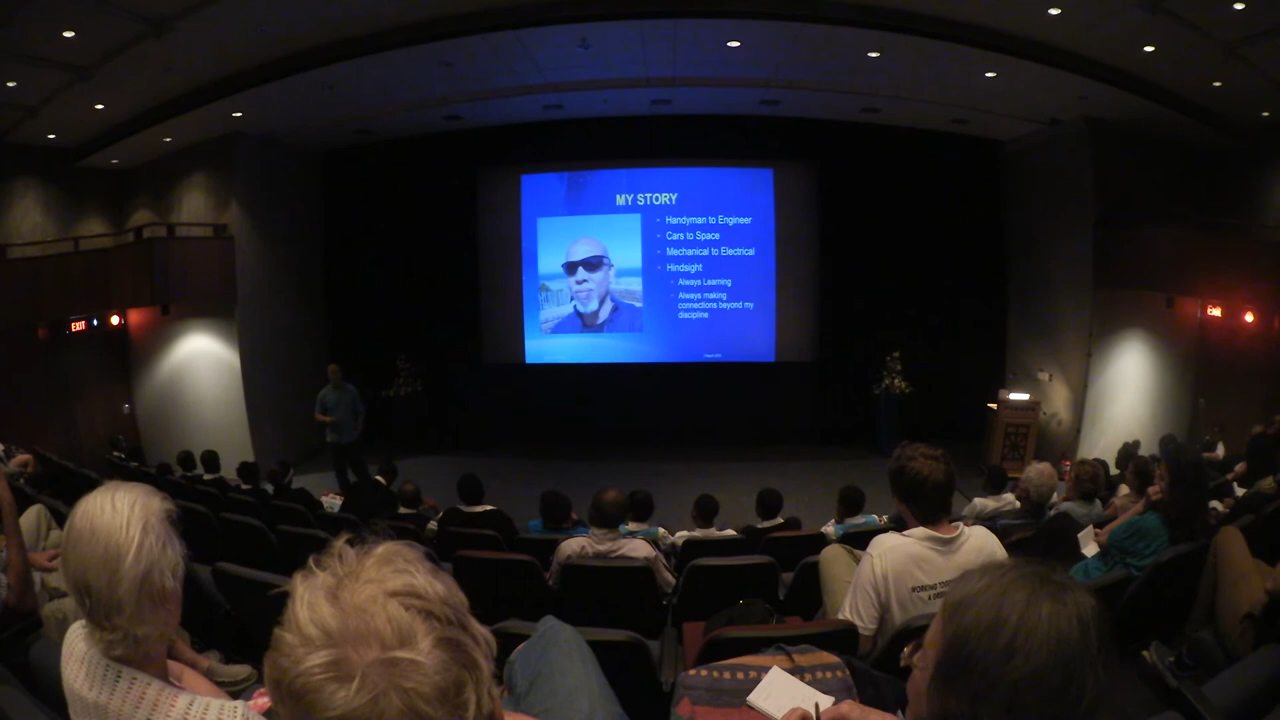 MY STORY
Handyman to Engineer
Cars to Space
Mechanical to Electrical
Hindsight
Always Learning
Always making
connections beyond my
discipline
EXIT
Exit
WORKING